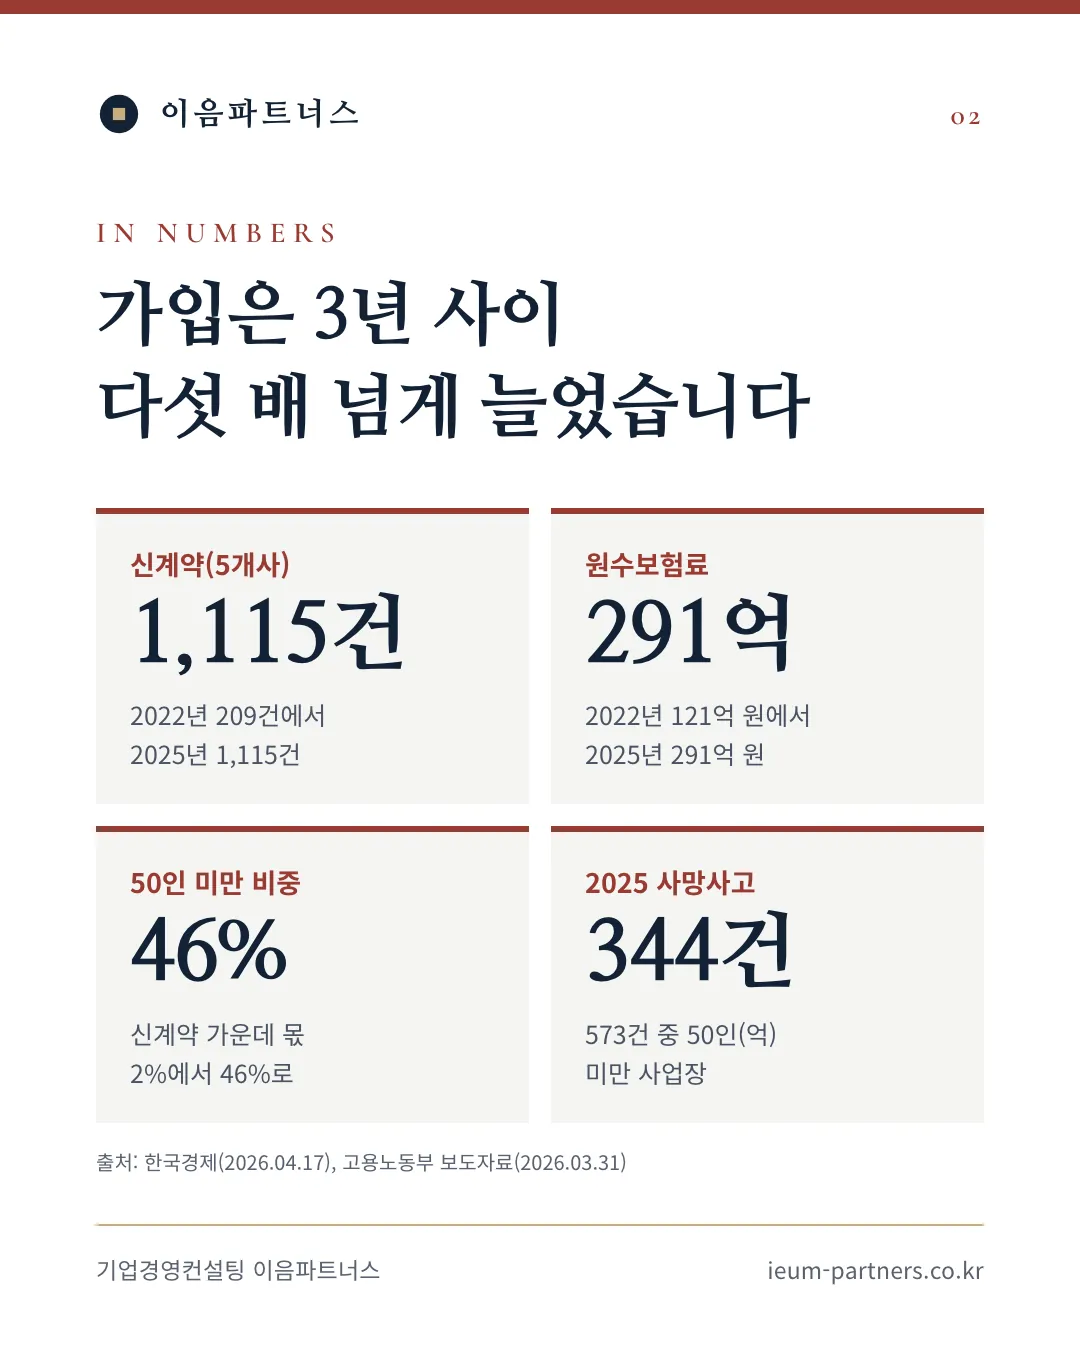 이음파트너스
02
IN NUMBERS
가입은 3년 사이
다섯 배 넘게 늘었습니다
신계약(5개사)
1,115건
2022년 209건에서
2025년 1,115건
원수보험료
291억
2022년 121억 원에서
2025년 291억 원
50인 미만 비중
46%
신계약 가운데 몫
2%에서 46%로
2025 사망사고
344건
573건 중 50인(억)
미만 사업장
출처: 한국경제(2026.04.17), 고용노동부 보도자료(2026.03.31)
기업경영컨설팅 이음파트너스
ieum-partners.co.kr